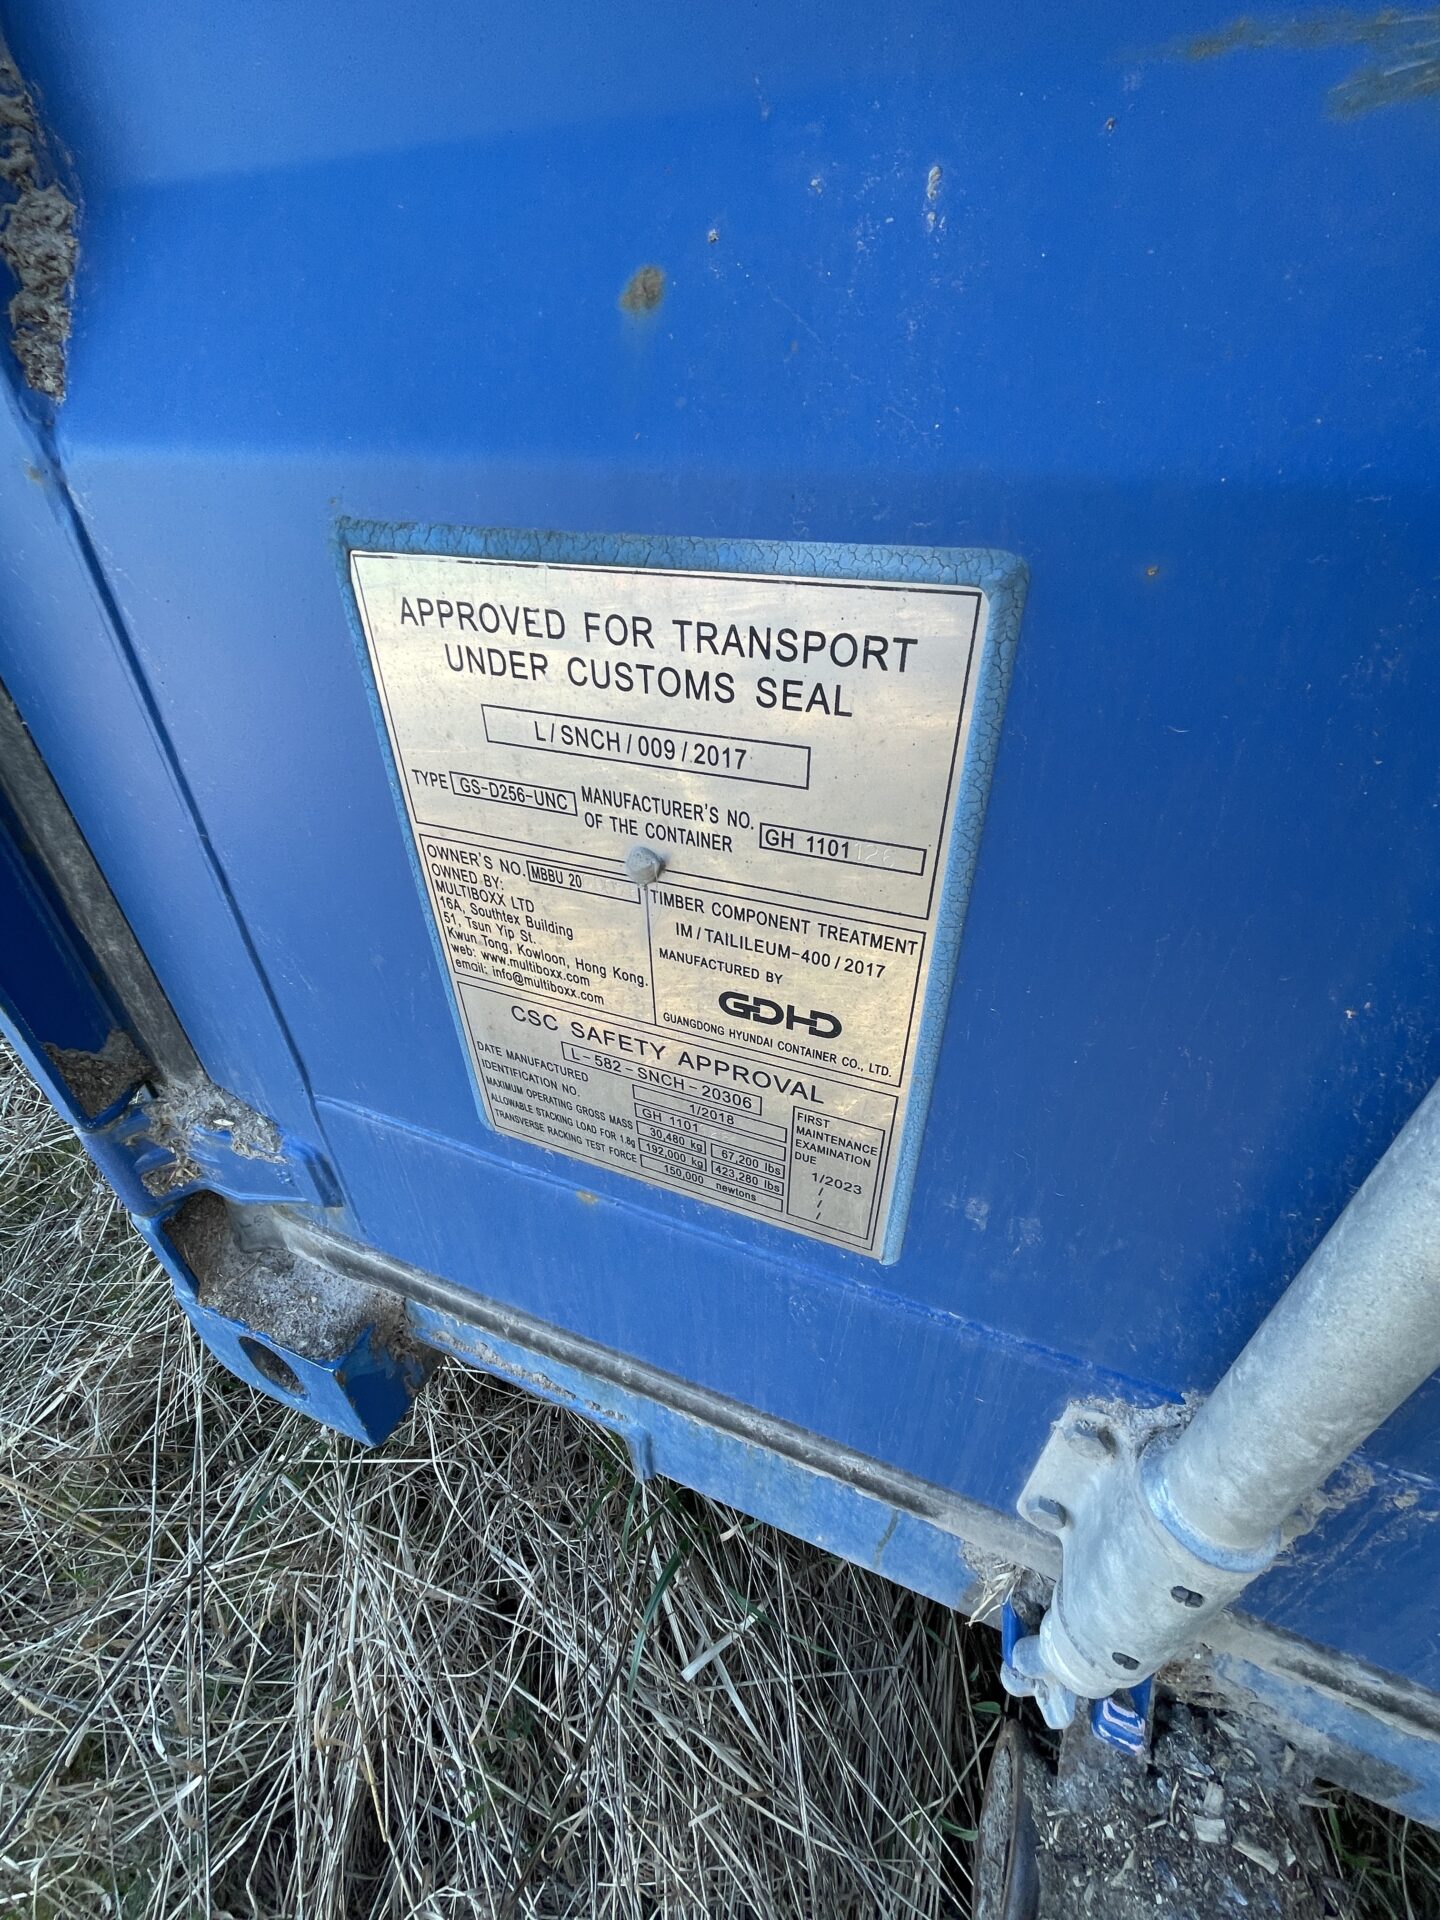 APPROVED FOR TRANSPORT
UNDER CUSTOMS SEAL
L/SNCH/009/2017
TYPE GS-D256-UNC MANUFACTURER'S NO. OF THE CONTAINER GH 1101126
OWNER'S NO. MBBU 20
OWNED BY:
MULTIBOXX LTD
16A, Southtex Building
51, Tsun Yip St.
Kwun Tong, Kowloon, Hong Kong.
web: www.multiboxx.com
email: info@multiboxx.com
TIMBER COMPONENT TREATMENT
IM/TAILILEUM-400/2017
MANUFACTURED BY
GDHD
GUANGDONG HYUNDAI CONTAINER CO., LTD.
CSC SAFETY APPROVAL
L-582-SNCH-20306
DATE MANUFACTURED 1/2018
IDENTIFICATION NO. GH 1101
MAXIMUM OPERATING GROSS MASS 30,480 kg 67,200 lbs
ALLOWABLE STACKING LOAD FOR 1.8g 192,000 kg 423,280 lbs
TRANSVERSE RACKING TEST FORCE 150,000 newtons
FIRST
MAINTENANCE
EXAMINATION
DUE
1/2023
/
/
/